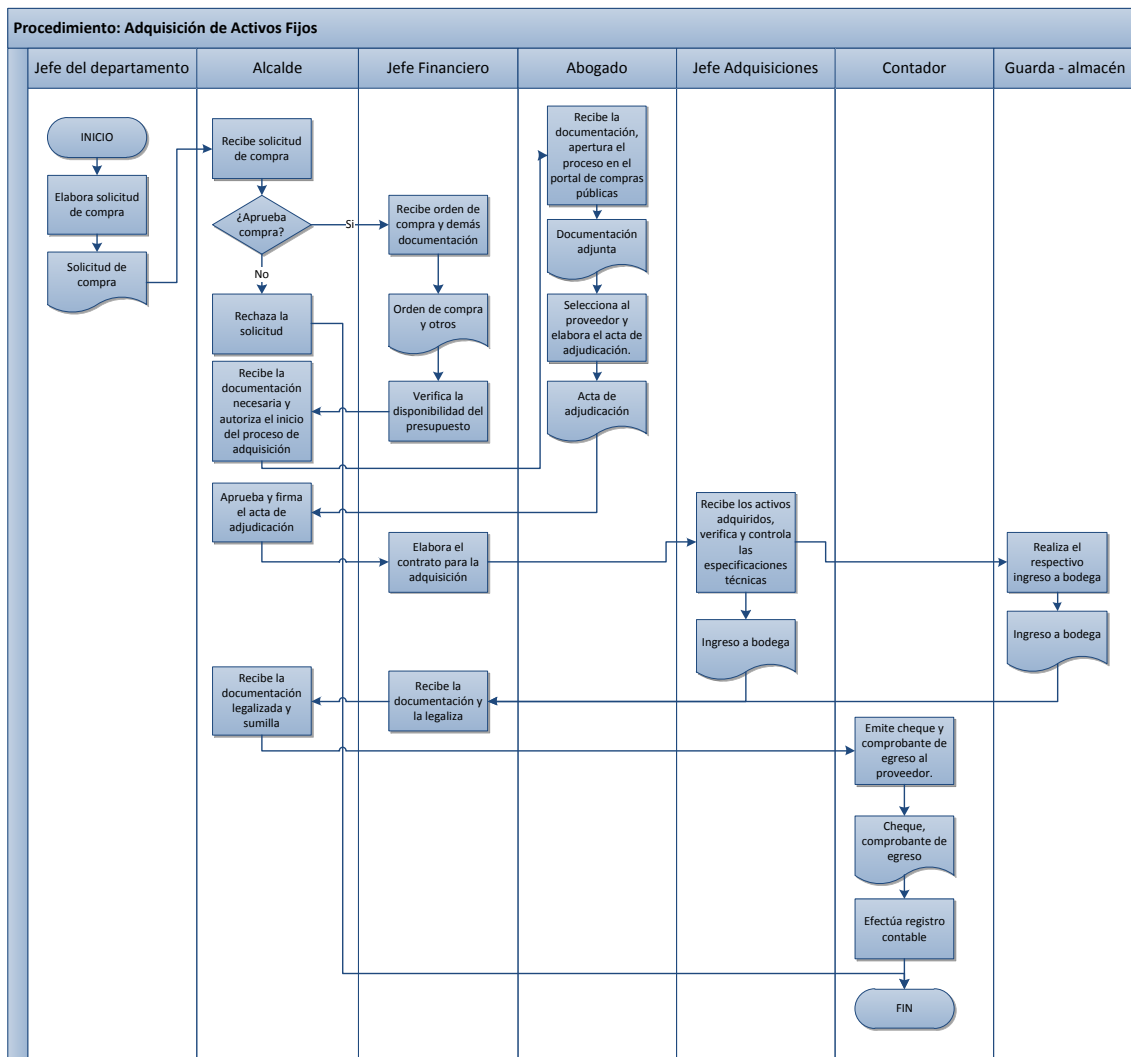 Procedimiento: Adquisición de Activos Fijos
Jefe del departamento
Alcalde
Jefe Financiero
Abogado
Jefe Adquisiciones
Contador
Guarda - almacén
INICIO
Elabora solicitud
de compra
Solicitud de
compra
Recibe solicitud
de compra
¿Aprueba
compra?
Si
No
Rechaza la
solicitud
Recibe la
documentación
necesaria y
autoriza el inicio
del proceso de
adquisición
Aprueba y firma
el acta de
adjudicación
Recibe la
documentación
legalizada y
sumilla
Recibe orden de
compra y demás
documentación
Orden de compra
y otros
Verifica la
disponibilidad del
presupuesto
Elabora el
contrato para la
adquisición
Recibe la
documentación y
la legaliza
Recibe la
documentación,
apertura el
proceso en el
portal de compras
públicas
Documentación
adjunta
Selecciona al
proveedor y
elabora el acta de
adjudicación.
Acta de
adjudicación
Recibe los activos
adquiridos,
verifica y controla
las
especificaciones
técnicas
Ingreso a bodega
Emite cheque y
comprobante de
egreso al
proveedor.
Cheque,
comprobante de
egreso
Efectúa registro
contable
FIN
Realiza el
respectivo
ingreso a bodega
Ingreso a bodega